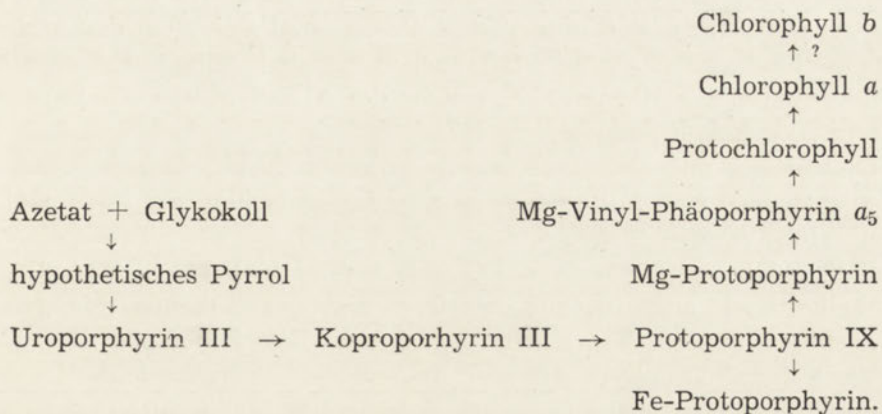 Chlorophyll b
↑ ?
Chlorophyll a
↑
Protochlorophyll
↑
Azetat + Glykokoll Mg-Vinyl-Phäoporphyrin a₅
↓ ↑
hypothetisches Pyrrol Mg-Protoporphyrin
↓ ↑
Uroporphyrin III → Koproporhyrin III → Protoporphyrin IX
↓
Fe-Protoporphyrin.